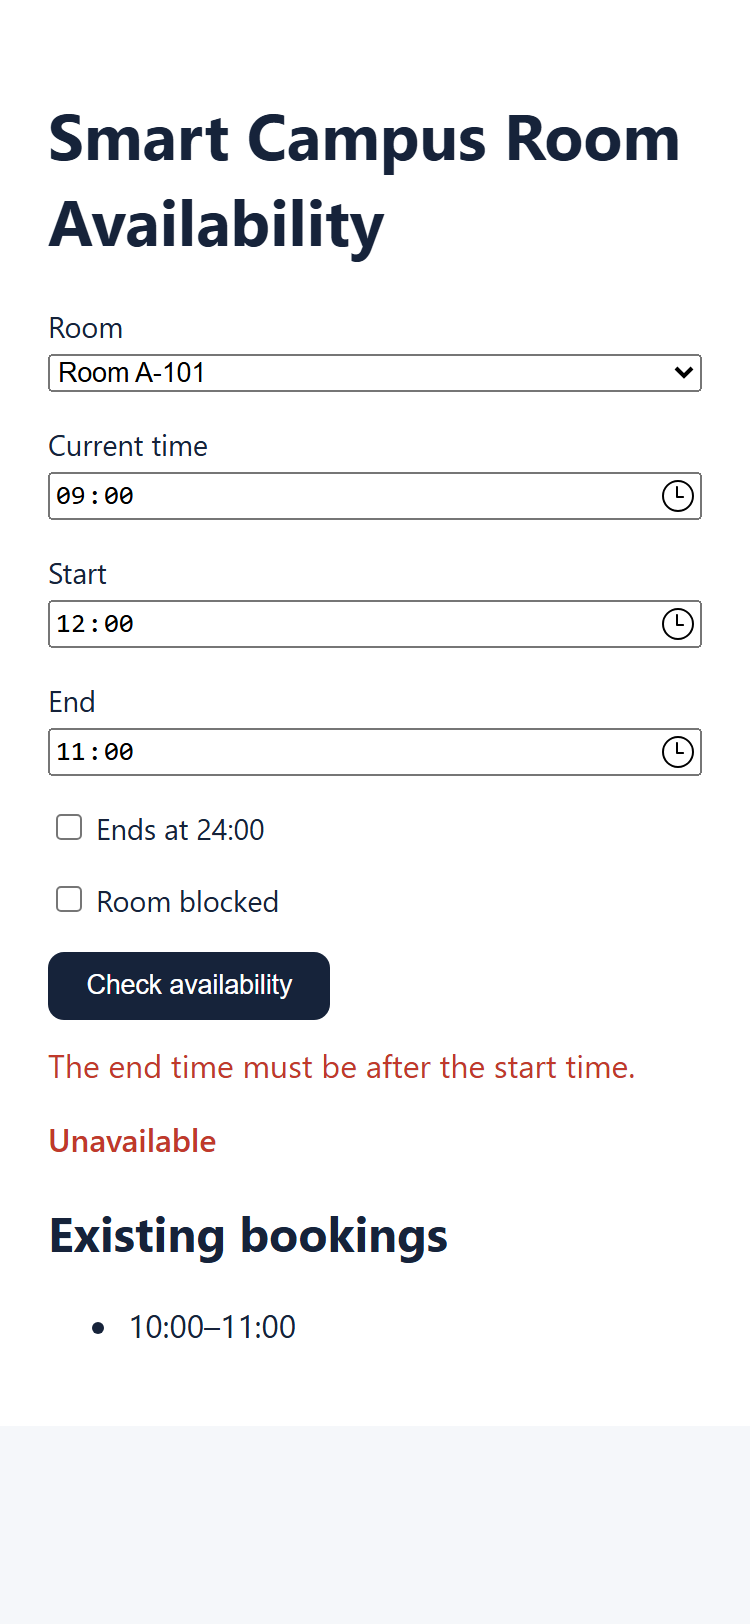 Smart Campus Room
Availability
Room
Room A-101
Current time
09:00
Start
12:00
End
11:00
Ends at 24:00
Room blocked
Check availability
The end time must be after the start time.
Unavailable
Existing bookings
• 10:00–11:00